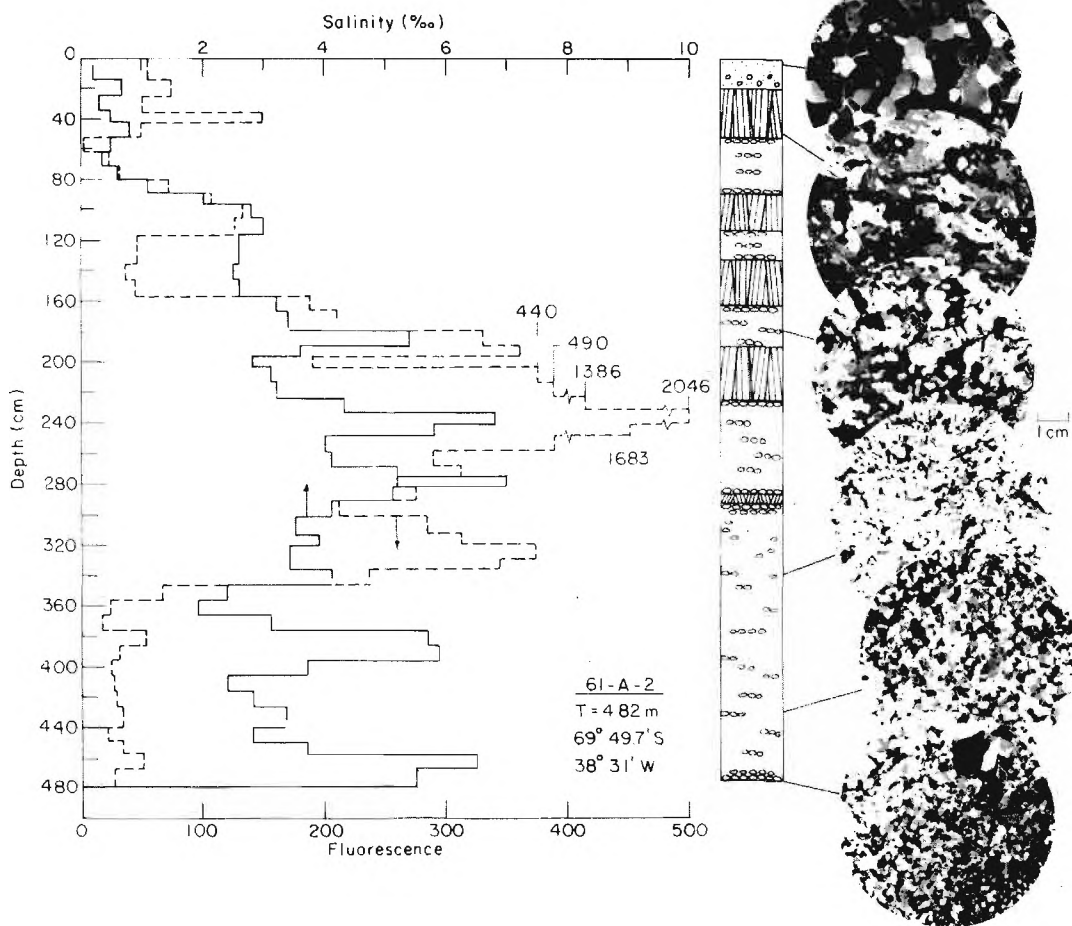 Salinity (‰)
2 4 6 8 10
0
40
80
120
160
200
240
280
320
360
400
440
480
Depth (cm)
440
490
1386
2046
1683
1 cm
61-A-2
T = 4.82 m
69° 49.7' S
38° 31' W
0 100 200 300 400 500
Fluorescence